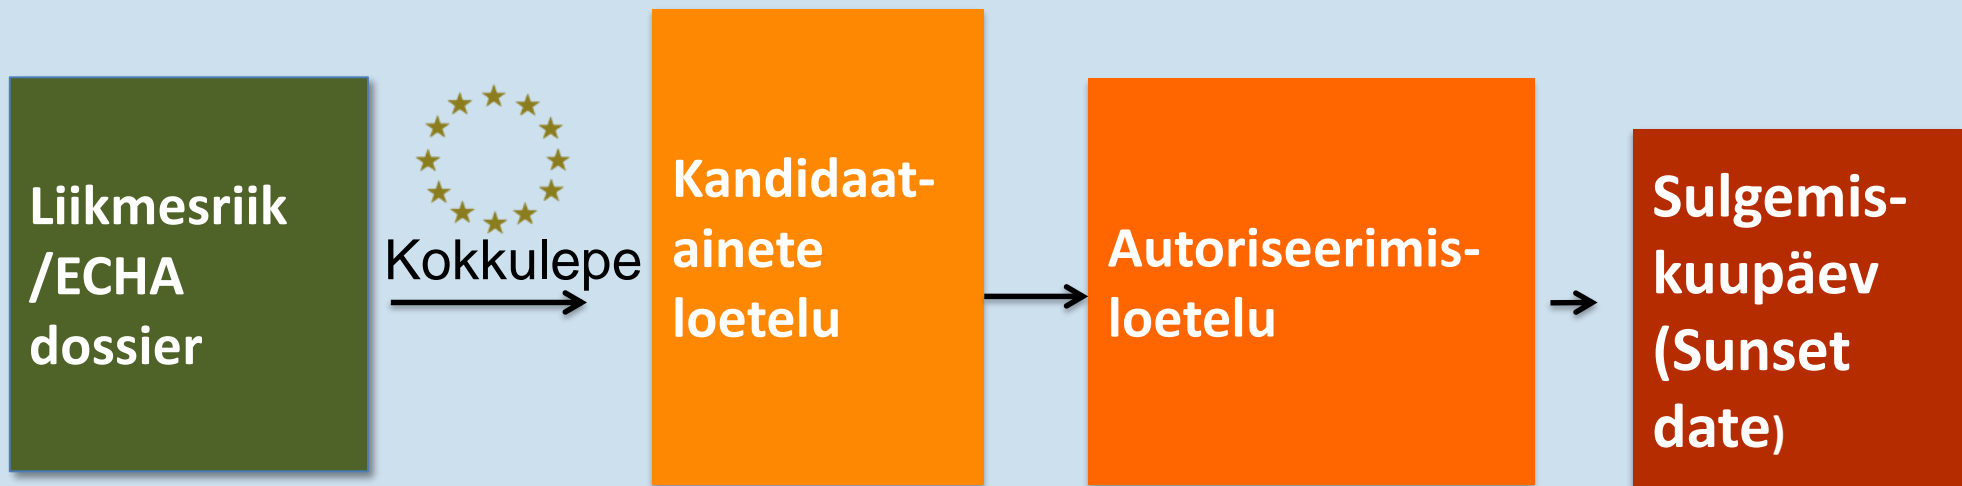 Liikmesriik
/ECHA
dossier
Kokkulepe
Kandidaat-
ainete
loetelu
Autoriseerimis-
loetelu
Sulgemis-
kuupäev
(Sunset
date)